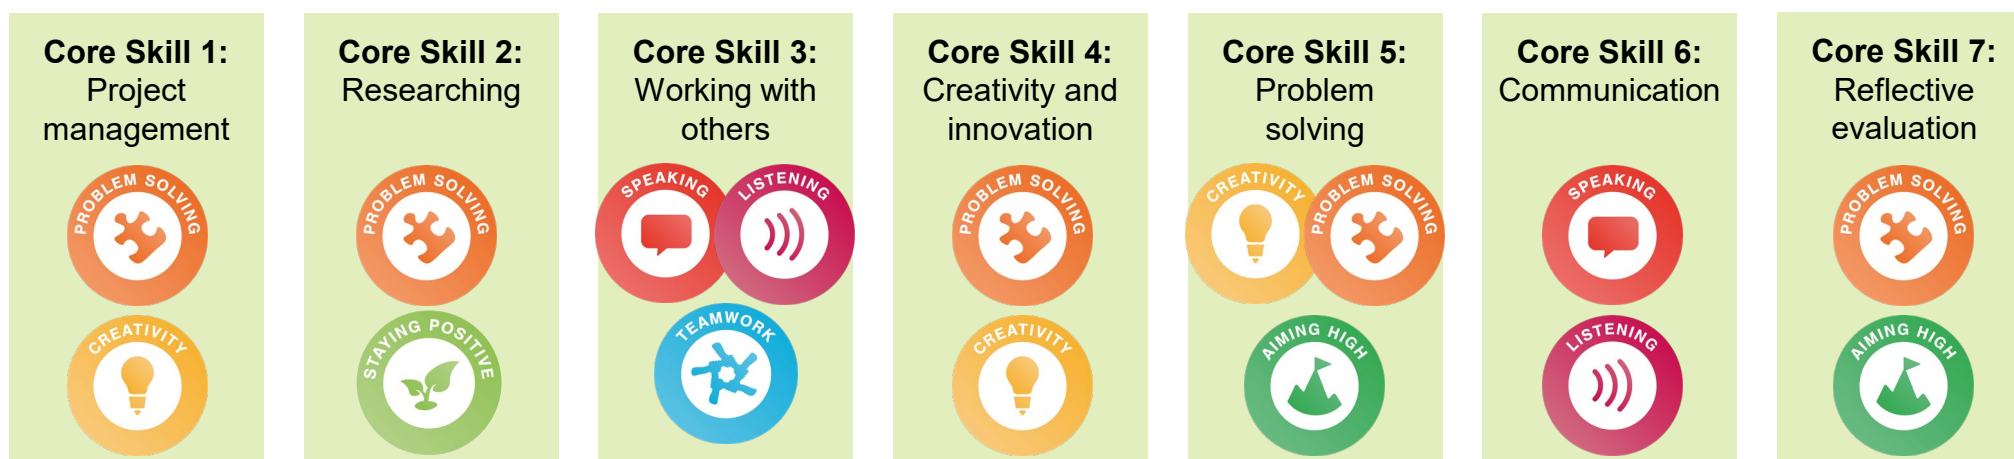 Core Skill 1:
Project
management
PROBLEM SOLVING
CREATIVITY
Core Skill 2:
Researching
PROBLEM SOLVING
STAYING POSITIVE
Core Skill 3:
Working with
others
SPEAKING
LISTENING
TEAMWORK
Core Skill 4:
Creativity and
innovation
PROBLEM SOLVING
CREATIVITY
Core Skill 5:
Problem
solving
CREATIVITY
PROBLEM SOLVING
AIMING HIGH
Core Skill 6:
Communication
SPEAKING
LISTENING
Core Skill 7:
Reflective
evaluation
PROBLEM SOLVING
AIMING HIGH